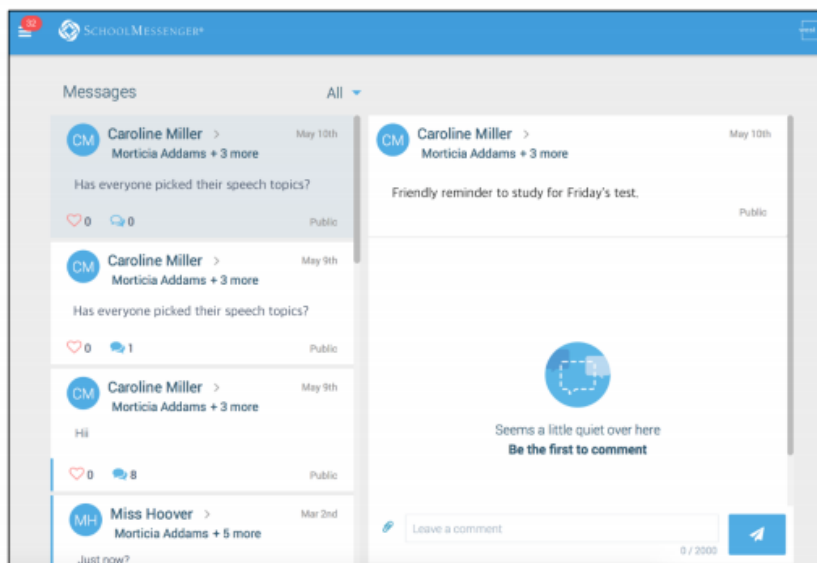 32
SCHOOLMESSENGER®
west
Messages
All
CM
Caroline Miller >
May 10th
Morticia Addams + 3 more
Has everyone picked their speech topics?
0
0
Public
CM
Caroline Miller >
May 9th
Morticia Addams + 3 more
Has everyone picked their speech topics?
0
1
Public
CM
Caroline Miller >
May 9th
Morticia Addams + 3 more
Hii
0
8
Public
MH
Miss Hoover >
Mar 2nd
Morticia Addams + 5 more
Just now?
CM
Caroline Miller >
May 10th
Morticia Addams + 3 more
Friendly reminder to study for Friday's test.
Public
Seems a little quiet over here
Be the first to comment
Leave a comment
0 / 2000